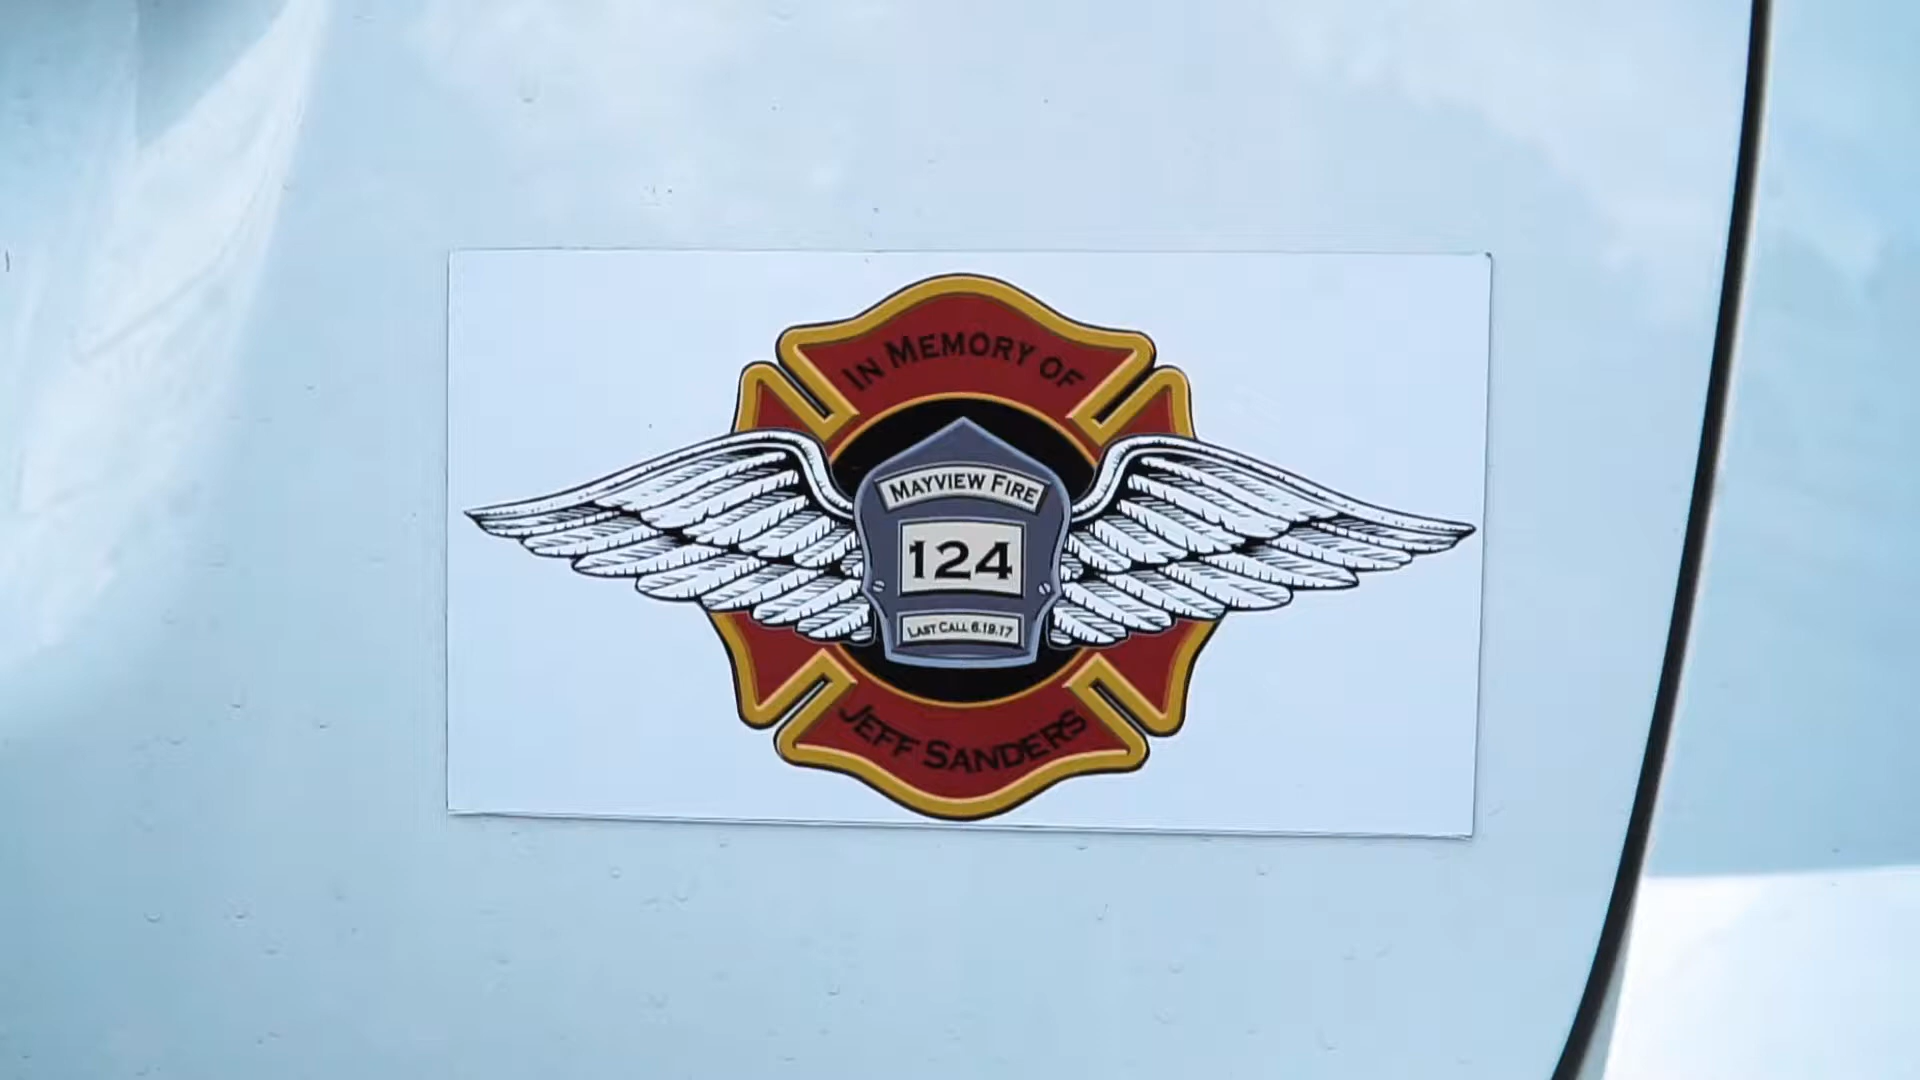 In Memory of
Mayview Fire
124
Last Call 6.19.17
Jeff Sanders